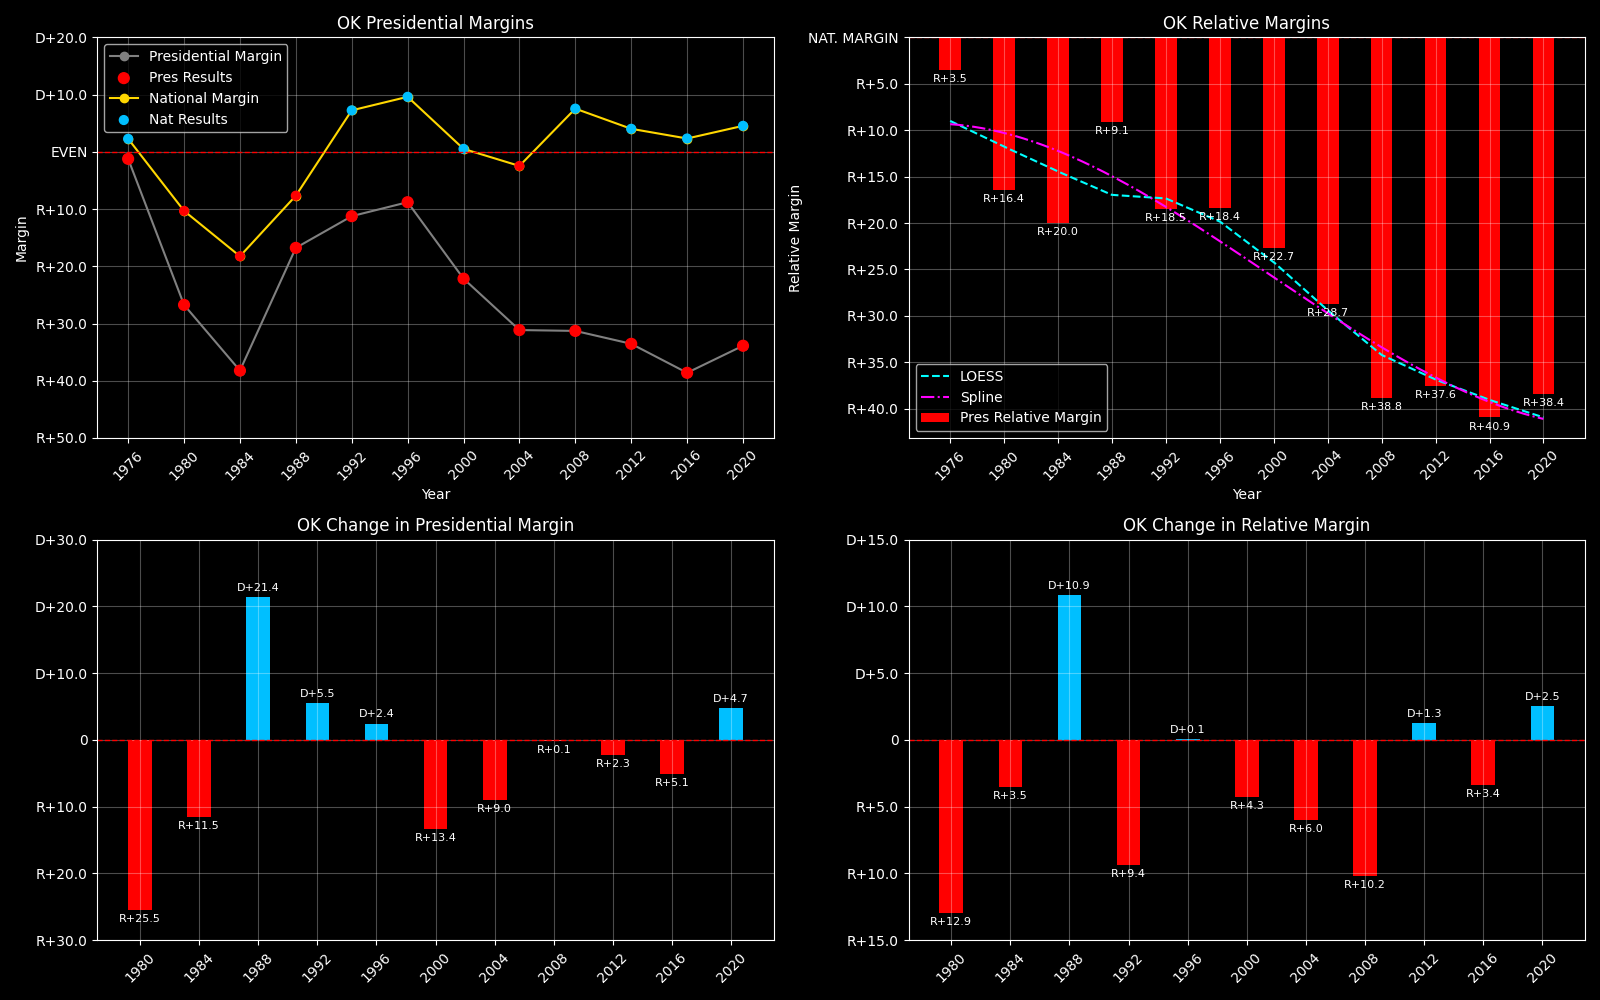 OK Presidential Margins
D+20.0
D+10.0
EVEN
R+10.0
R+20.0
R+30.0
R+40.0
R+50.0
Margin
Presidential Margin
Pres Results
National Margin
Nat Results
1976
1980
1984
1988
1992
1996
2000
2004
2008
2012
2016
2020
Year
OK Relative Margins
NAT. MARGIN
R+5.0
R+10.0
R+15.0
R+20.0
R+25.0
R+30.0
R+35.0
R+40.0
Relative Margin
R+3.5
R+16.4
R+20.0
R+9.1
R+18.5
R+18.4
R+22.7
R+28.7
R+38.8
R+37.6
R+40.9
R+38.4
LOESS
Spline
Pres Relative Margin
1976
1980
1984
1988
1992
1996
2000
2004
2008
2012
2016
2020
Year
OK Change in Presidential Margin
D+30.0
D+20.0
D+10.0
0
R+10.0
R+20.0
R+30.0
R+25.5
R+11.5
D+21.4
D+5.5
D+2.4
R+13.4
R+9.0
R+0.1
R+2.3
R+5.1
D+4.7
1980
1984
1988
1992
1996
2000
2004
2008
2012
2016
2020
OK Change in Relative Margin
D+15.0
D+10.0
D+5.0
0
R+5.0
R+10.0
R+15.0
R+12.9
R+3.5
D+10.9
R+9.4
D+0.1
R+4.3
R+6.0
R+10.2
D+1.3
R+3.4
D+2.5
1980
1984
1988
1992
1996
2000
2004
2008
2012
2016
2020